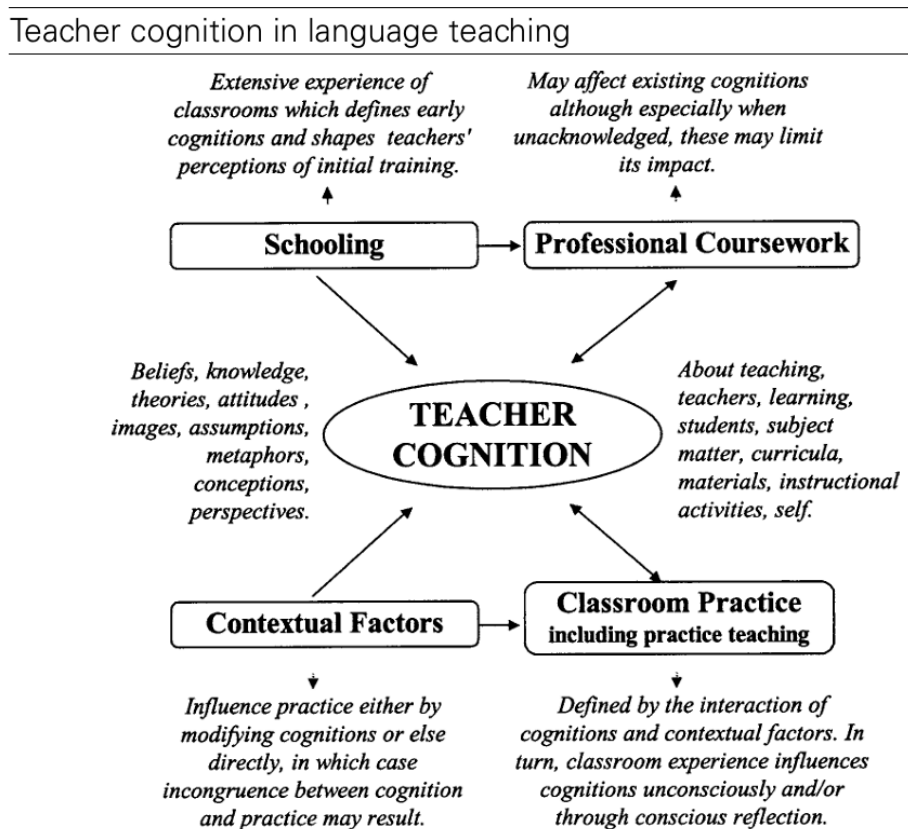 Teacher cognition in language teaching
Extensive experience of
classrooms which defines early
cognitions and shapes teachers'
perceptions of initial training.
May affect existing cognitions
although especially when
unacknowledged, these may limit
its impact.
Schooling
Professional Coursework
Beliefs, knowledge,
theories, attitudes ,
images, assumptions,
metaphors,
conceptions,
perspectives.
TEACHER
COGNITION
About teaching,
teachers, learning,
students, subject
matter, curricula,
materials, instructional
activities, self.
Contextual Factors
Classroom Practice
including practice teaching
Influence practice either by
modifying cognitions or else
directly, in which case
incongruence between cognition
and practice may result.
Defined by the interaction of
cognitions and contextual factors. In
turn, classroom experience influences
cognitions unconsciously and/or
through conscious reflection.